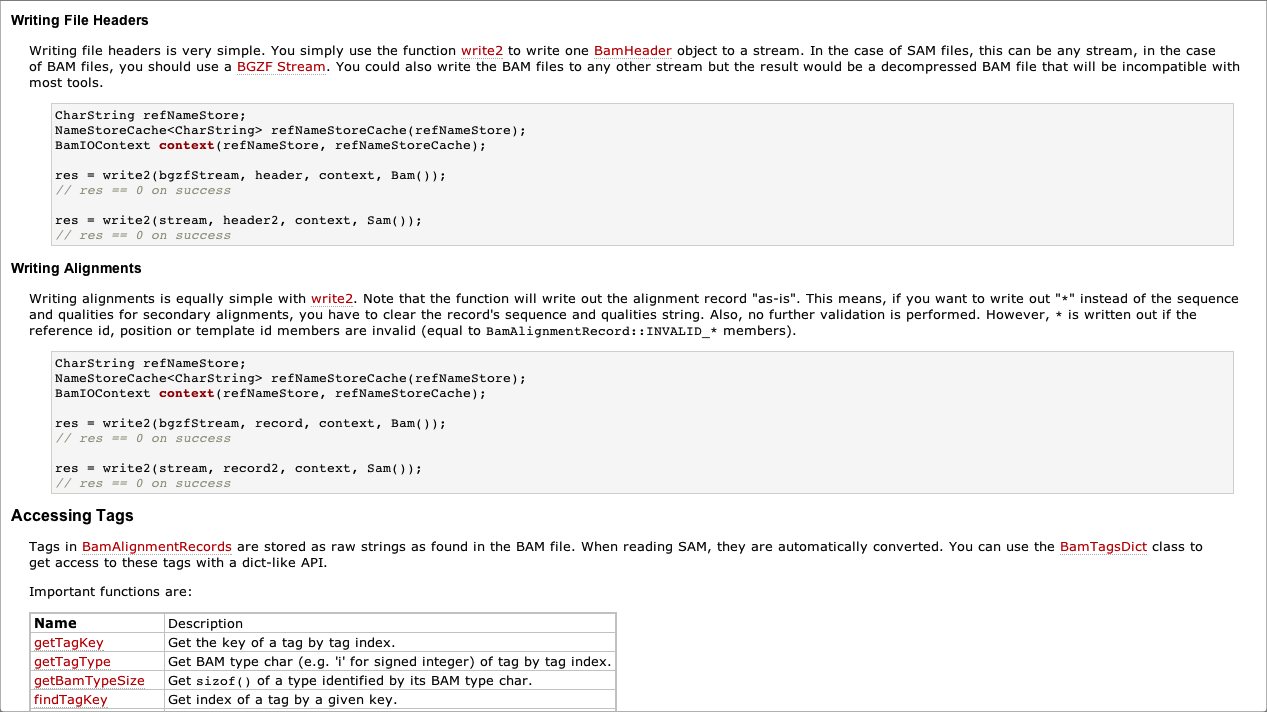 Writing File Headers
Writing file headers is very simple. You simply use the function write2 to write one BamHeader object to a stream. In the case of SAM files, this can be any stream, in the case
of BAM files, you should use a BGZF Stream. You could also write the BAM files to any other stream but the result would be a decompressed BAM file that will be incompatible with
most tools.
CharString refNameStore;
NameStoreCache<CharString> refNameStoreCache(refNameStore);
BamIOContext context(refNameStore, refNameStoreCache);
res = write2(bgzfStream, header, context, Bam());
// res == 0 on success
res = write2(stream, header2, context, Sam());
// res == 0 on success
Writing Alignments
Writing alignments is equally simple with write2. Note that the function will write out the alignment record "as-is". This means, if you want to write out "*" instead of the sequence
and qualities for secondary alignments, you have to clear the record's sequence and qualities string. Also, no further validation is performed. However, * is written out if the
reference id, position or template id members are invalid (equal to BamAlignmentRecord::INVALID_* members).
CharString refNameStore;
NameStoreCache<CharString> refNameStoreCache(refNameStore);
BamIOContext context(refNameStore, refNameStoreCache);
res = write2(bgzfStream, record, context, Bam());
// res == 0 on success
res = write2(stream, record2, context, Sam());
// res == 0 on success
Accessing Tags
Tags in BamAlignmentRecords are stored as raw strings as found in the BAM file. When reading SAM, they are automatically converted. You can use the BamTagsDict class to
get access to these tags with a dict-like API.
Important functions are:
Name Description
getTagKey Get the key of a tag by tag index.
getTagType Get BAM type char (e.g. 'i' for signed integer) of tag by tag index.
getBamTypeSize Get sizof() of a type identified by its BAM type char.
findTagKey Get index of a tag by a given key.